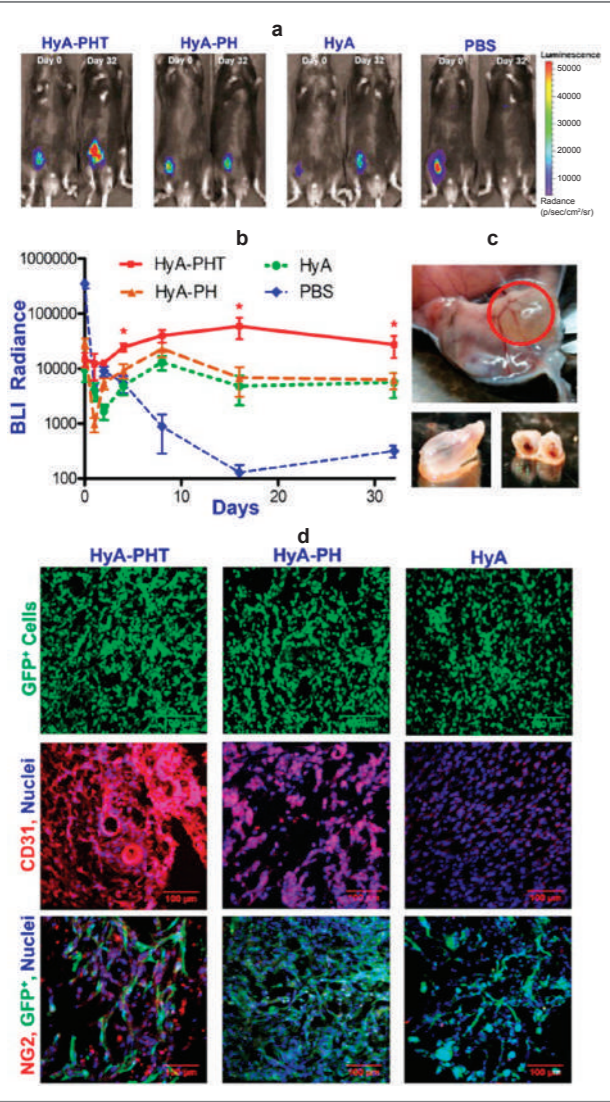 a
HyA-PHT HyA-PH HyA PBS
Day 0 Day 32 Day 0 Day 32 Day 0 Day 32 Day 0 Day 32
Luminescence
50000
40000
30000
20000
10000
Radance
(p/sec/cm²/sr)
b
c
HyA-PHT HyA
HyA-PH PBS
BLI Radiance
1000000
100000
10000
1000
100
* * *
0 10 20 30
Days
d
HyA-PHT HyA-PH HyA
GFP⁺ Cells
CD31, Nuclei
100 µm 100 µm 100 µm
NG2, GFP⁺, Nuclei
100 µm 100 µm 100 µm